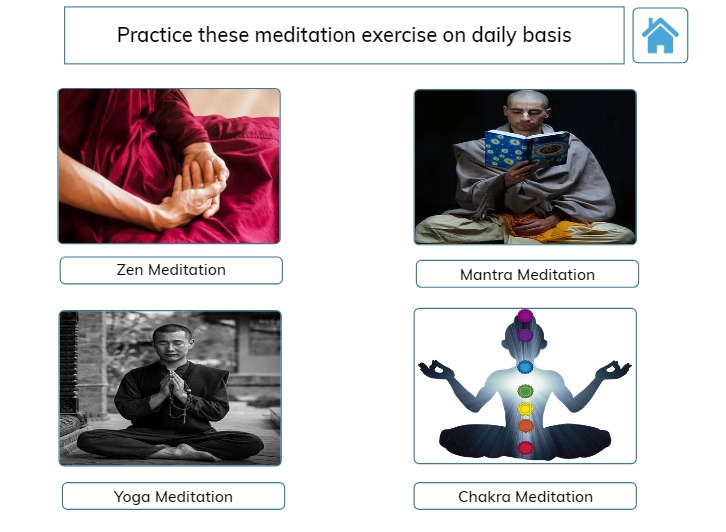 Practice these meditation exercise on daily basis
Zen Meditation
Mantra Meditation
Yoga Meditation
Chakra Meditation